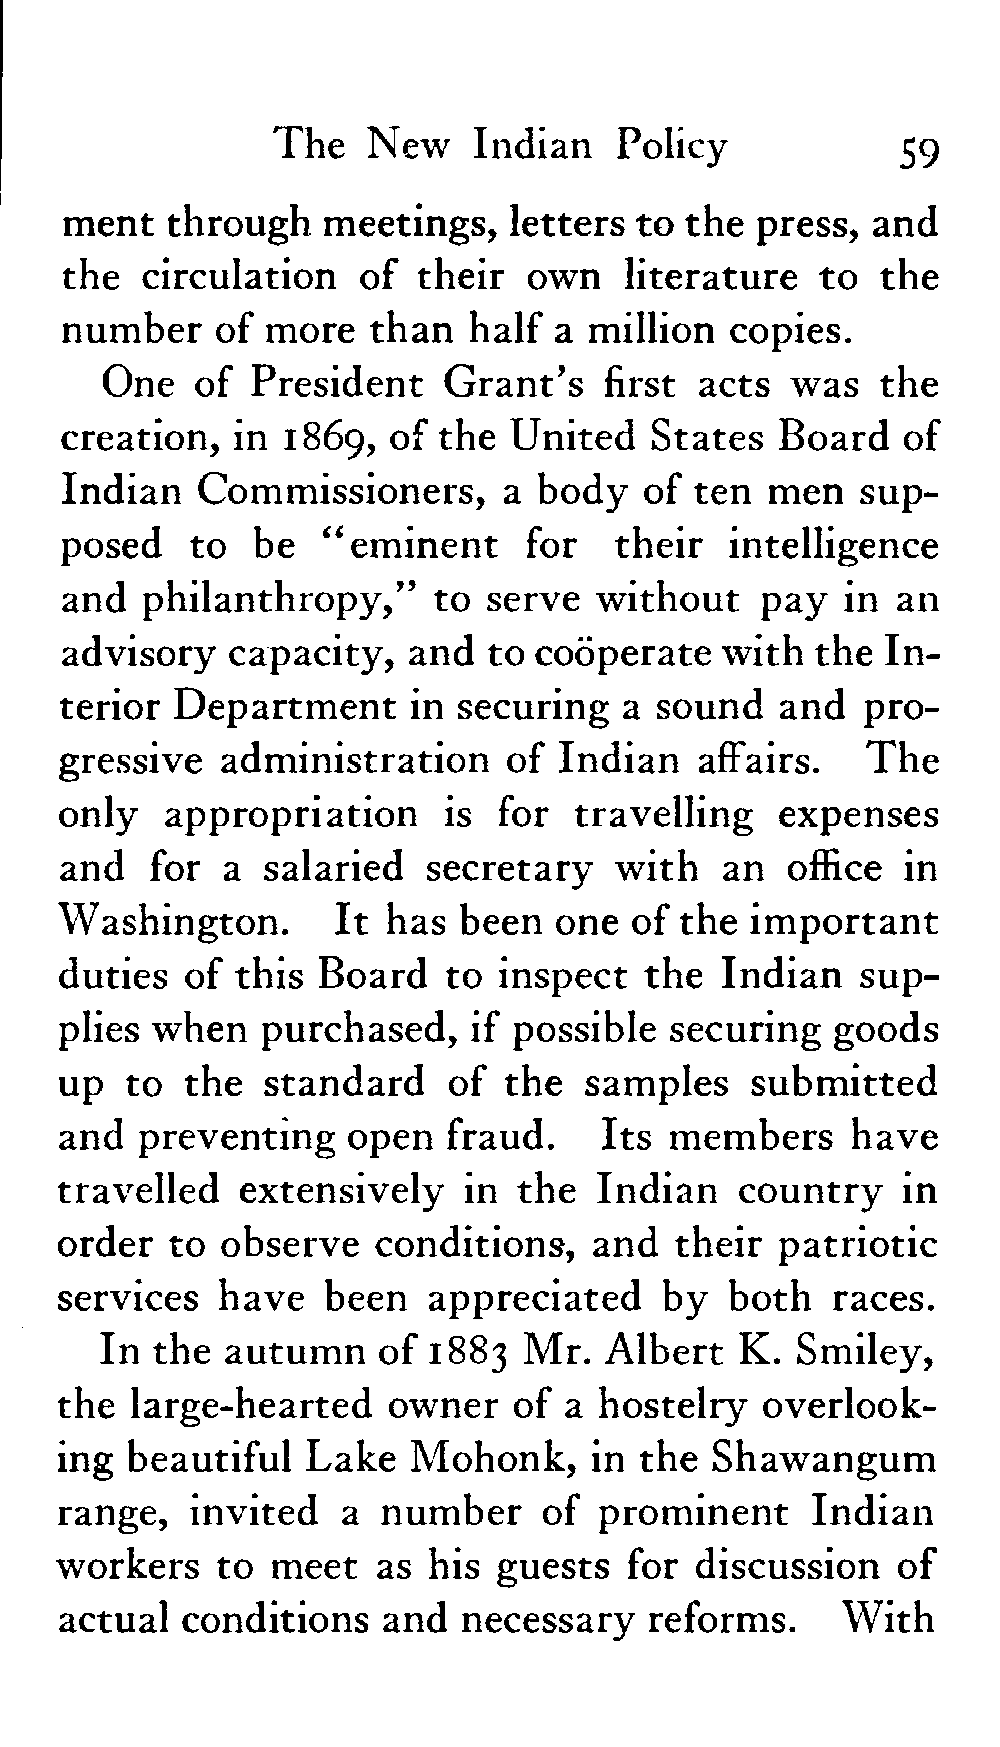 The New Indian Policy 59
ment through meetings, letters to the press, and
the circulation of their own literature to the
number of more than half a million copies.
One of President Grant's first acts was the
creation, in 1869, of the United States Board of
Indian Commissioners, a body of ten men sup-
posed to be "eminent for their intelligence
and philanthropy," to serve without pay in an
advisory capacity, and to coöperate with the In-
terior Department in securing a sound and pro-
gressive administration of Indian affairs. The
only appropriation is for travelling expenses
and for a salaried secretary with an office in
Washington. It has been one of the important
duties of this Board to inspect the Indian sup-
plies when purchased, if possible securing goods
up to the standard of the samples submitted
and preventing open fraud. Its members have
travelled extensively in the Indian country in
order to observe conditions, and their patriotic
services have been appreciated by both races.
In the autumn of 1883 Mr. Albert K. Smiley,
the large-hearted owner of a hostelry overlook-
ing beautiful Lake Mohonk, in the Shawangum
range, invited a number of prominent Indian
workers to meet as his guests for discussion of
actual conditions and necessary reforms. With